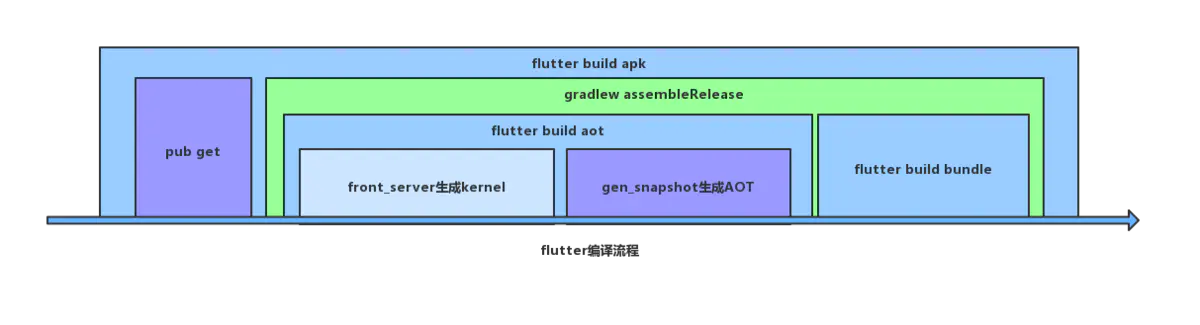 flutter build apk
gradlew assembleRelease
flutter build aot
pub get
flutter build bundle
front_server生成kernel
gen_snapshot生成AOT
flutter编译流程